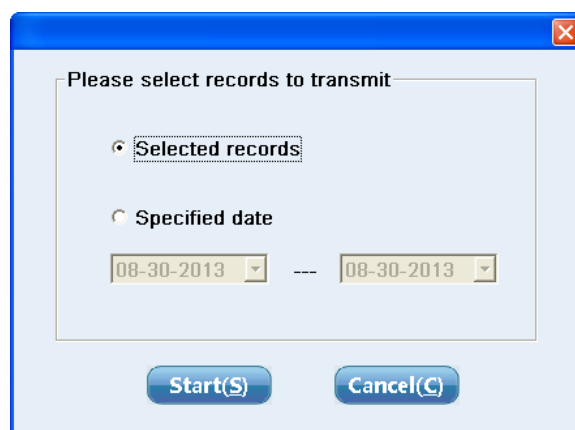 Please select records to transmit
Selected records
Specified date
08-30-2013 --- 08-30-2013
Start(S) Cancel(C)